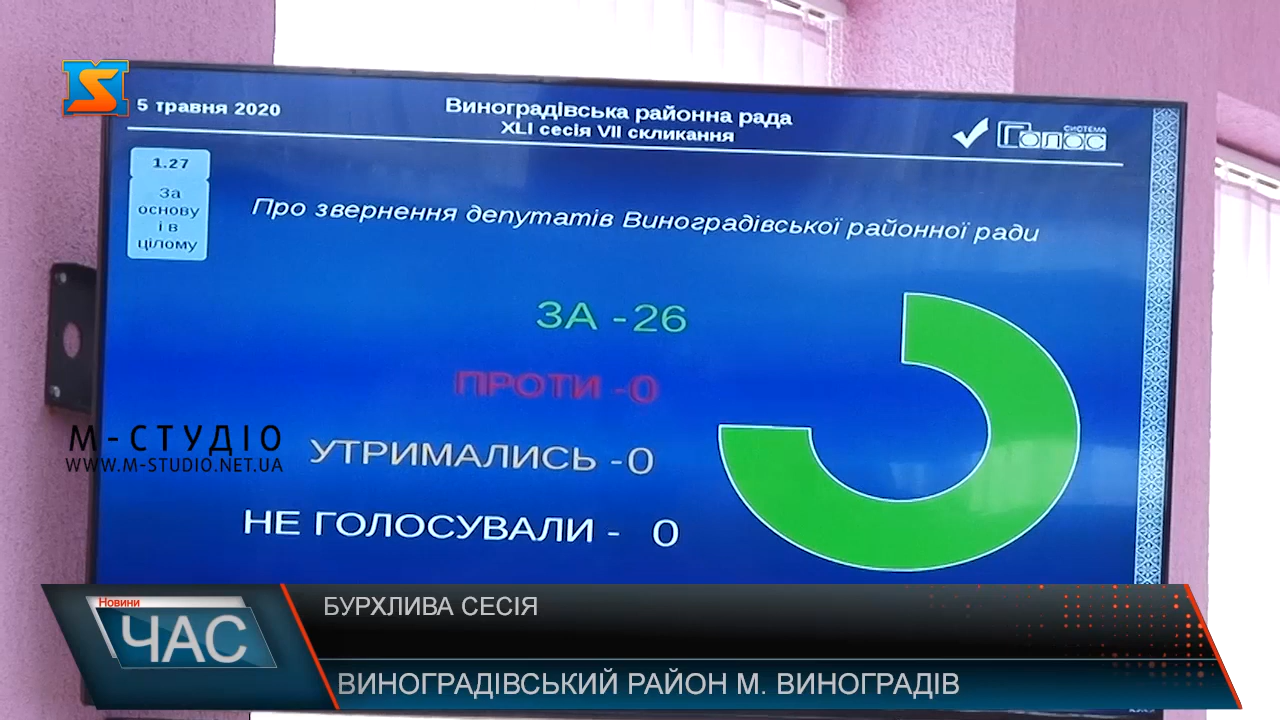 5 травня 2020
Виноградівська районна рада
XLI сесія VII скликання
СИСТЕМА
Голос
1.27
За
основу
і в
цілому
Про звернення депутатів Виноградівської районної ради
ЗА -26
ПРОТИ -0
УТРИМАЛИСЬ -0
НЕ ГОЛОСУВАЛИ - 0
М-СТУДІО
WWW.M-STUDIO.NET.UA
Новини
ЧАС
БУРХЛИВА СЕСІЯ
ВИНОГРАДІВСЬКИЙ РАЙОН М. ВИНОГРАДІВ